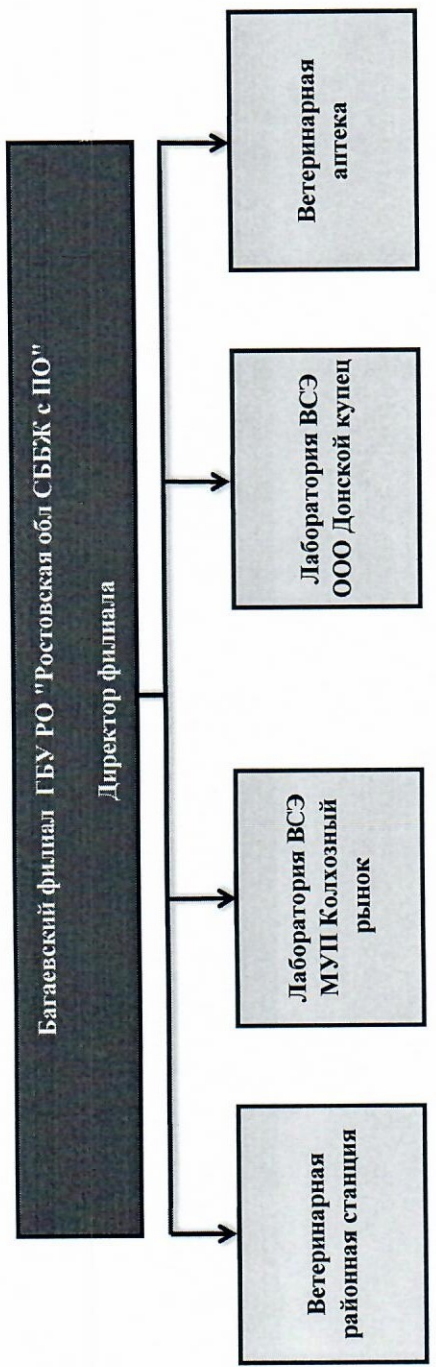 Багаевский филиал ГБУ РО "Ростовская обл СББЖ с ПО"
Директор филиала
Ветеринарная
районная станция
Лаборатория ВСЭ
МУП Колхозный
рынок
Лаборатория ВСЭ
ООО Донской купец
Ветеринарная
аптека